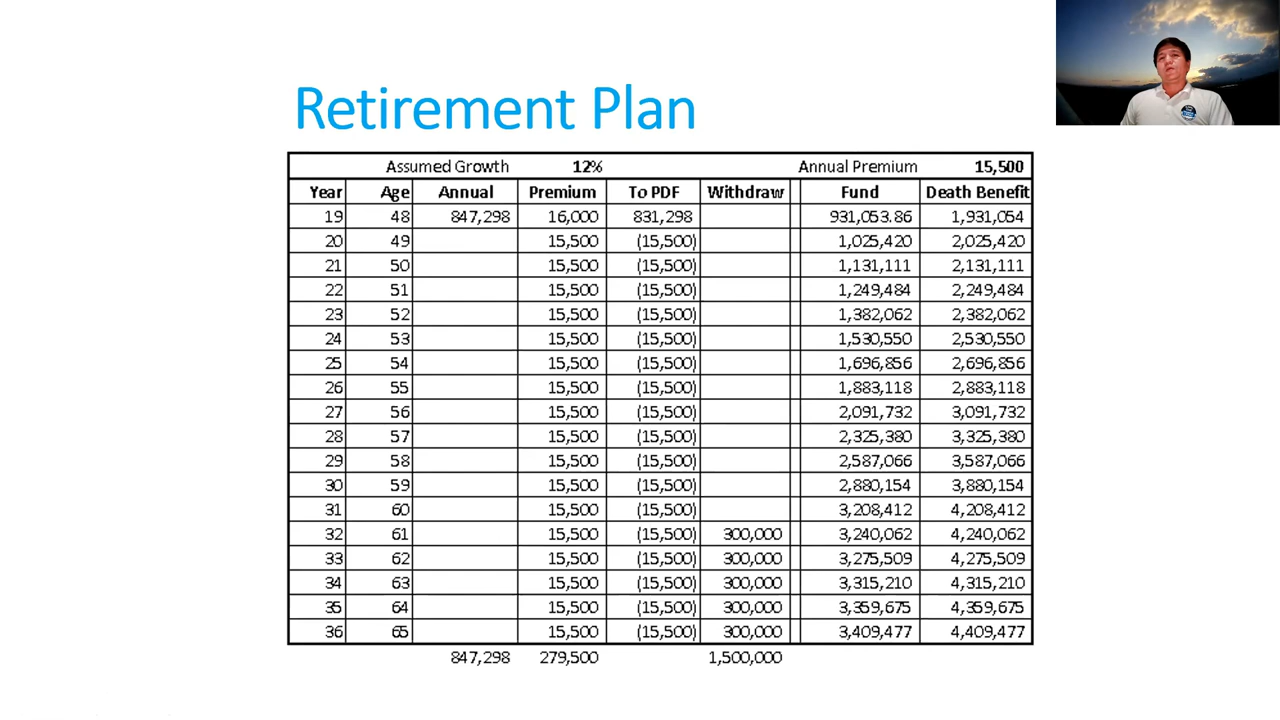 Retirement Plan
Assumed Growth 12% Annual Premium 15,500
Year Age Annual Premium To PDF Withdraw Fund Death Benefit
19 48 847,298 16,000 831,298 931,053.86 1,931,054
20 49 15,500 (15,500) 1,025,420 2,025,420
21 50 15,500 (15,500) 1,131,111 2,131,111
22 51 15,500 (15,500) 1,249,484 2,249,484
23 52 15,500 (15,500) 1,382,062 2,382,062
24 53 15,500 (15,500) 1,530,550 2,530,550
25 54 15,500 (15,500) 1,696,856 2,696,856
26 55 15,500 (15,500) 1,883,118 2,883,118
27 56 15,500 (15,500) 2,091,732 3,091,732
28 57 15,500 (15,500) 2,325,380 3,325,380
29 58 15,500 (15,500) 2,587,066 3,587,066
30 59 15,500 (15,500) 2,880,154 3,880,154
31 60 15,500 (15,500) 3,208,412 4,208,412
32 61 15,500 (15,500) 300,000 3,240,062 4,240,062
33 62 15,500 (15,500) 300,000 3,275,509 4,275,509
34 63 15,500 (15,500) 300,000 3,315,210 4,315,210
35 64 15,500 (15,500) 300,000 3,359,675 4,359,675
36 65 15,500 (15,500) 300,000 3,409,477 4,409,477
847,298 279,500 1,500,000